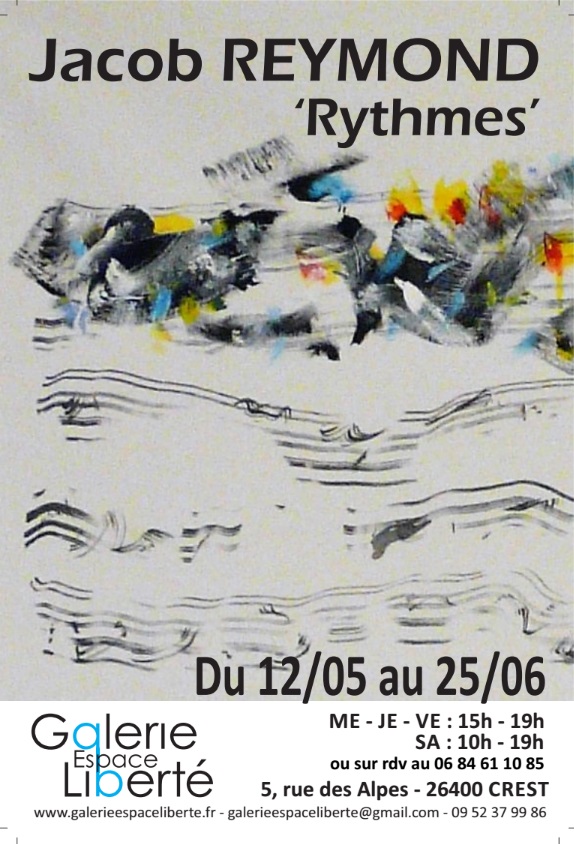 Jacob REYMOND
‘Rythmes’
Du 12/05 au 25/06
ME - JE - VE : 15h - 19h
SA : 10h - 19h
ou sur rdv au 06 84 61 10 85
Galerie
Espace
Liberté
5, rue des Alpes - 26400 CREST
www.galerieespaceliberte.fr - galerieespaceliberte@gmail.com - 09 52 37 99 86